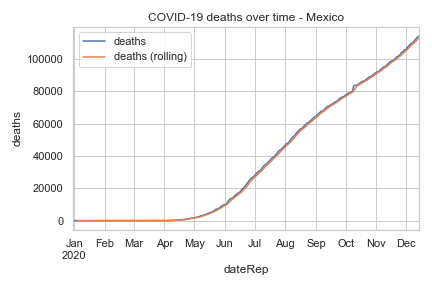 COVID-19 deaths over time - Mexico
deaths
deaths (rolling)
100000
80000
60000
40000
20000
0
deaths
Jan Feb Mar Apr May Jun Jul Aug Sep Oct Nov Dec
2020
dateRep